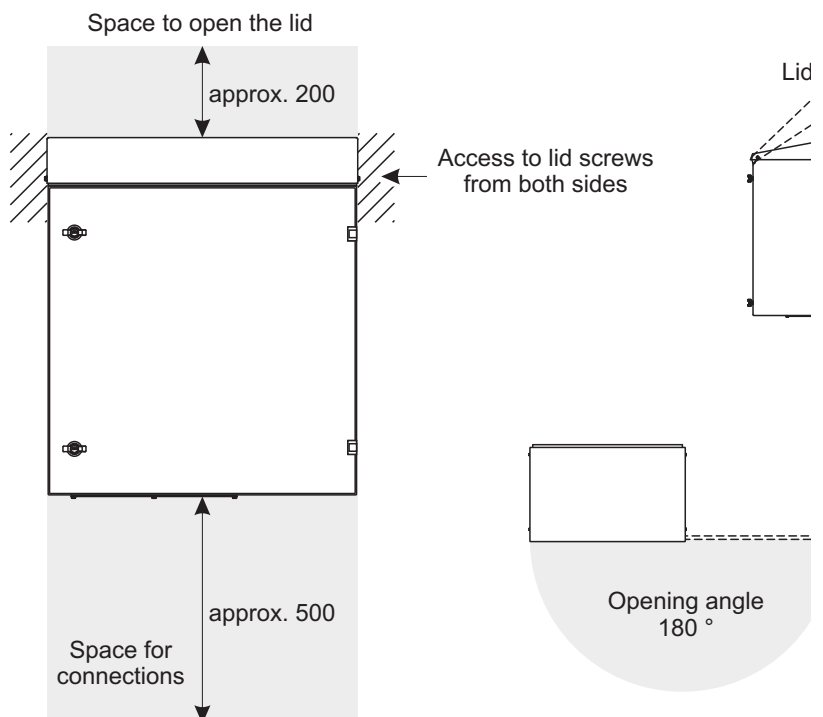 Space to open the lid
approx. 200
Lid
Access to lid screws
from both sides
approx. 500
Space for
connections
Opening angle
180 °